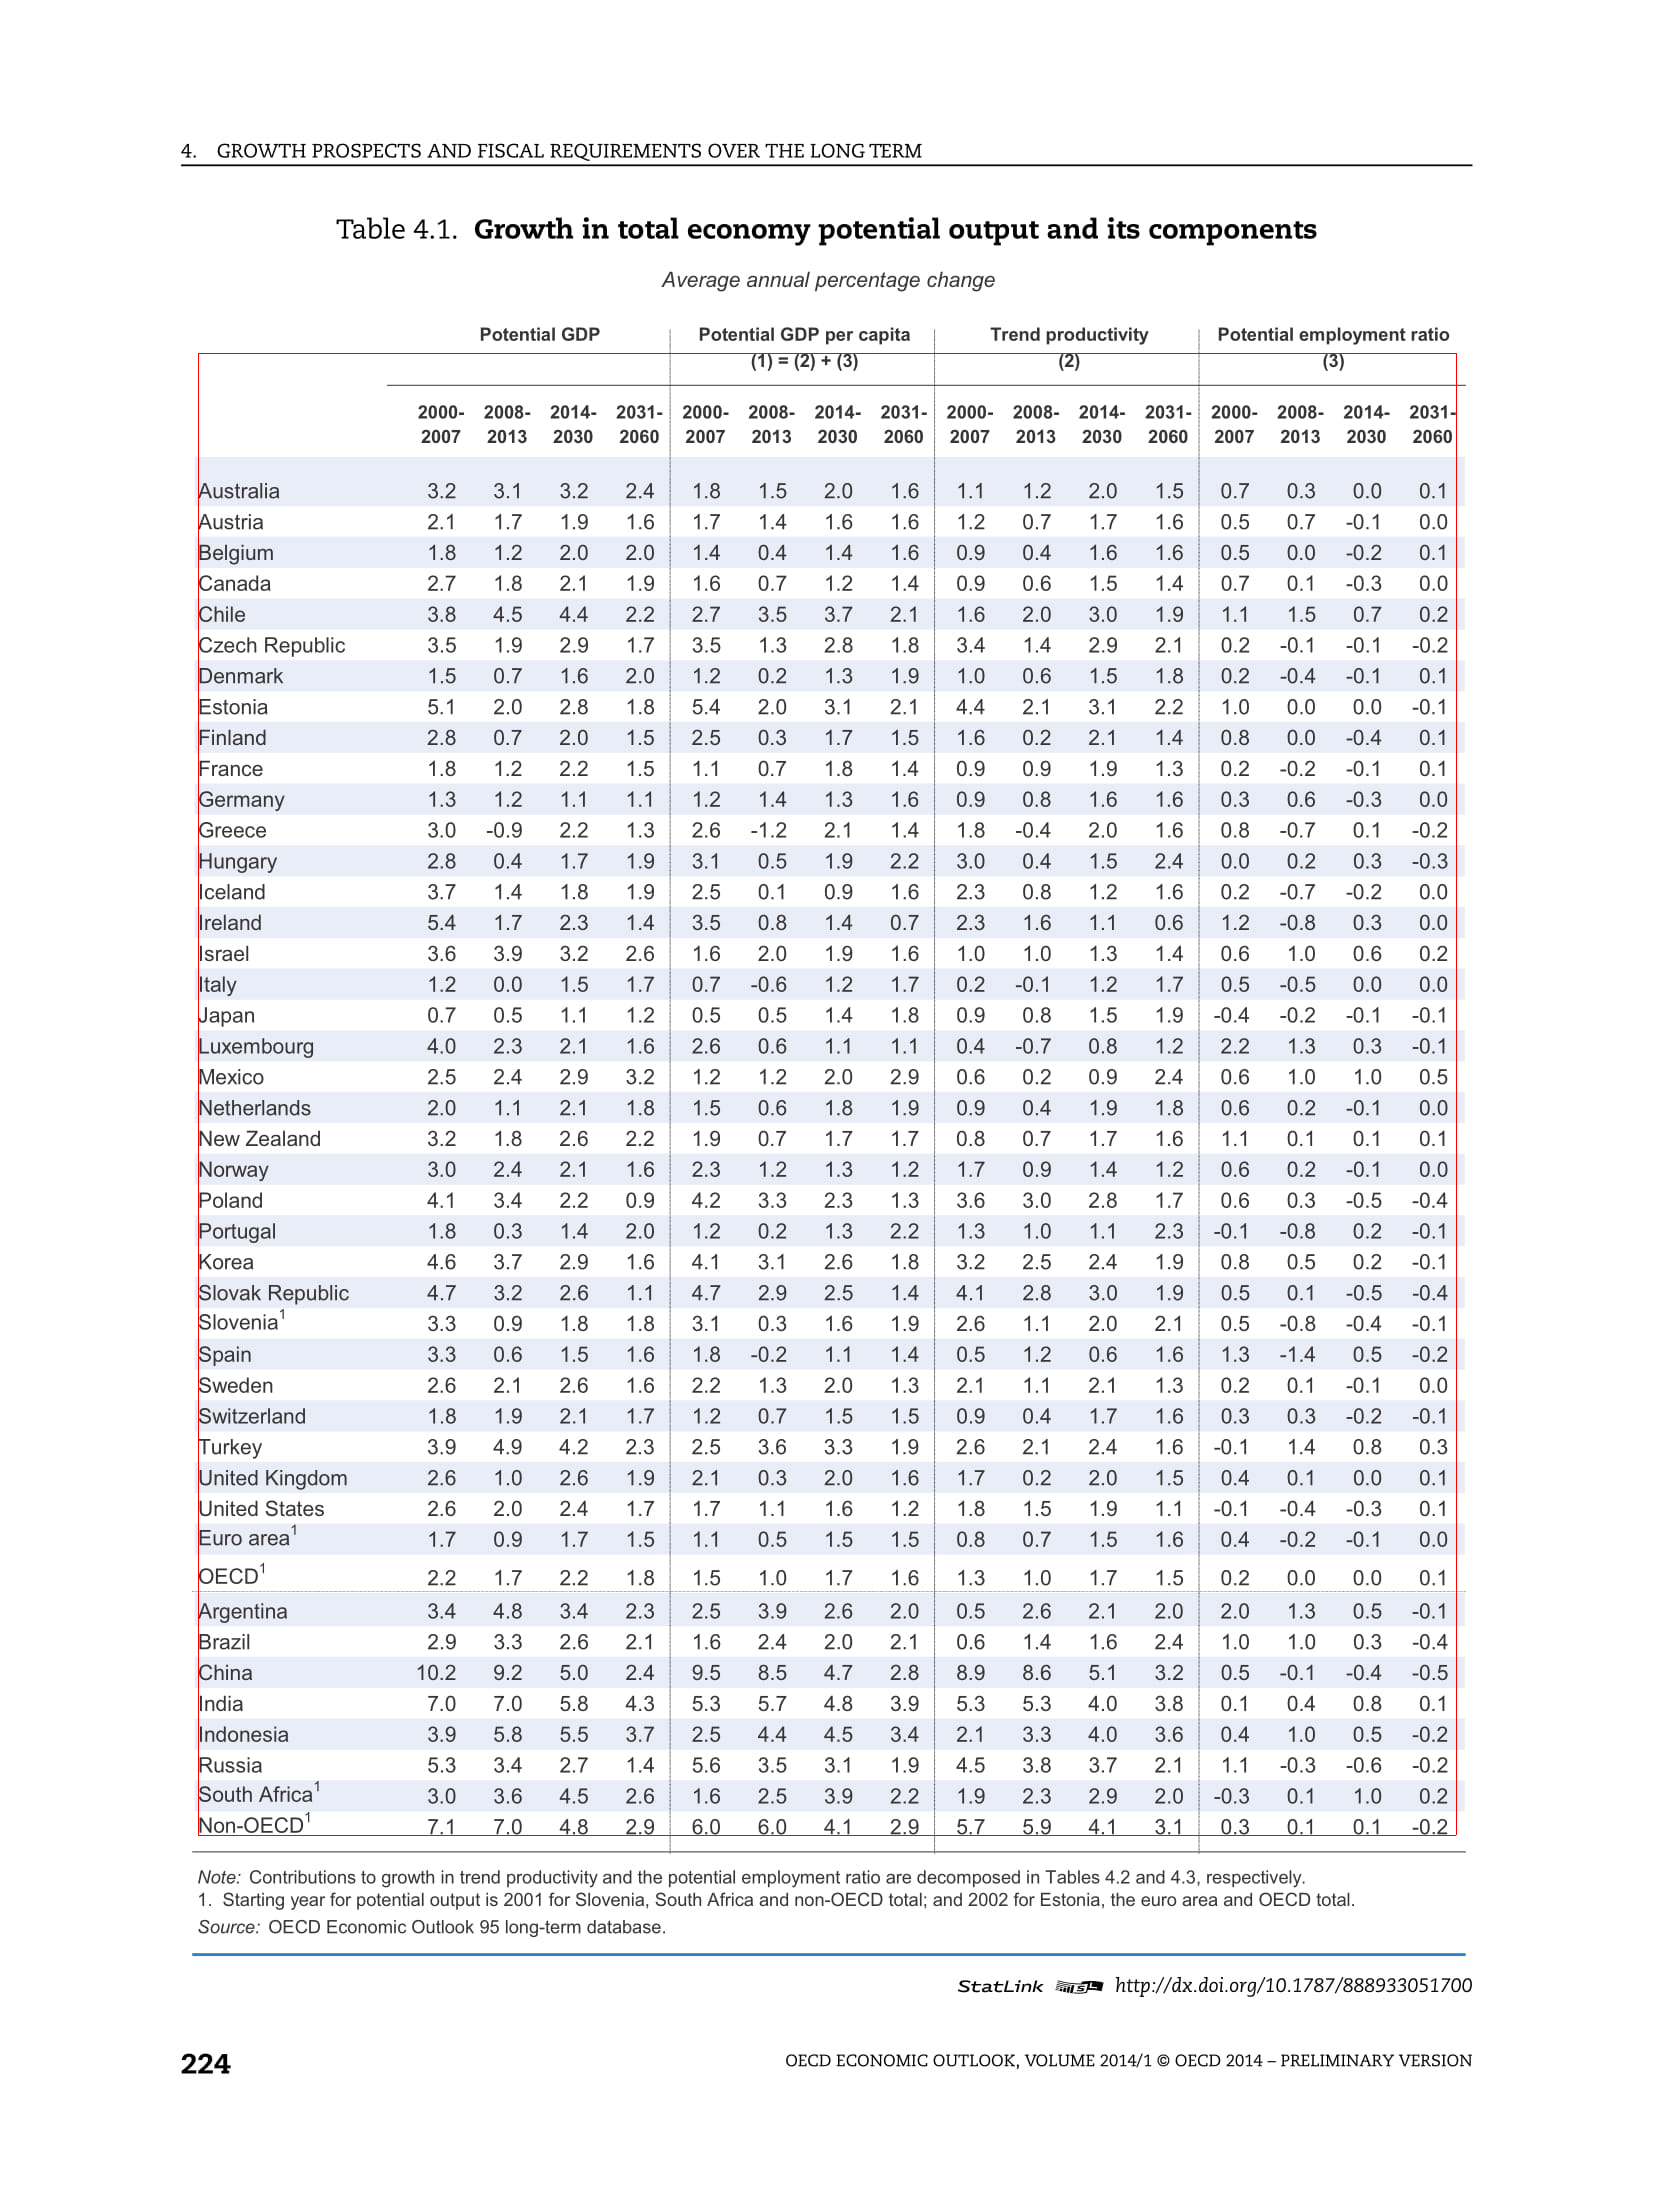 4. GROWTH PROSPECTS AND FISCAL REQUIREMENTS OVER THE LONG TERM
Table 4.1. Growth in total economy potential output and its components
Average annual percentage change
Potential GDP Potential GDP per capita Trend productivity Potential employment ratio
(1) = (2) + (3) (2) (3)
2000- 2008- 2014- 2031- 2000- 2008- 2014- 2031- 2000- 2008- 2014- 2031- 2000- 2008- 2014- 2031-
2007 2013 2030 2060 2007 2013 2030 2060 2007 2013 2030 2060 2007 2013 2030 2060
Australia 3.2 3.1 3.2 2.4 1.8 1.5 2.0 1.6 1.1 1.2 2.0 1.5 0.7 0.3 0.0 0.1
Austria 2.1 1.7 1.9 1.6 1.7 1.4 1.6 1.6 1.2 0.7 1.7 1.6 0.5 0.7 -0.1 0.0
Belgium 1.8 1.2 2.0 2.0 1.4 0.4 1.4 1.6 0.9 0.4 1.6 1.6 0.5 0.0 -0.2 0.1
Canada 2.7 1.8 2.1 1.9 1.6 0.7 1.2 1.4 0.9 0.6 1.5 1.4 0.7 0.1 -0.3 0.0
Chile 3.8 4.5 4.4 2.2 2.7 3.5 3.7 2.1 1.6 2.0 3.0 1.9 1.1 1.5 0.7 0.2
Czech Republic 3.5 1.9 2.9 1.7 3.5 1.3 2.8 1.8 3.4 1.4 2.9 2.1 0.2 -0.1 -0.1 -0.2
Denmark 1.5 0.7 1.6 2.0 1.2 0.2 1.3 1.9 1.0 0.6 1.5 1.8 0.2 -0.4 -0.1 0.1
Estonia 5.1 2.0 2.8 1.8 5.4 2.0 3.1 2.1 4.4 2.1 3.1 2.2 1.0 0.0 0.0 -0.1
Finland 2.8 0.7 2.0 1.5 2.5 0.3 1.7 1.5 1.6 0.2 2.1 1.4 0.8 0.0 -0.4 0.1
France 1.8 1.2 2.2 1.5 1.1 0.7 1.8 1.4 0.9 0.9 1.9 1.3 0.2 -0.2 -0.1 0.1
Germany 1.3 1.2 1.1 1.1 1.2 1.4 1.3 1.6 0.9 0.8 1.6 1.6 0.3 0.6 -0.3 0.0
Greece 3.0 -0.9 2.2 1.3 2.6 -1.2 2.1 1.4 1.8 -0.4 2.0 1.6 0.8 -0.7 0.1 -0.2
Hungary 2.8 0.4 1.7 1.9 3.1 0.5 1.9 2.2 3.0 0.4 1.5 2.4 0.0 0.2 0.3 -0.3
Iceland 3.7 1.4 1.8 1.9 2.5 0.1 0.9 1.6 2.3 0.8 1.2 1.6 0.2 -0.7 -0.2 0.0
Ireland 5.4 1.7 2.3 1.4 3.5 0.8 1.4 0.7 2.3 1.6 1.1 0.6 1.2 -0.8 0.3 0.0
Israel 3.6 3.9 3.2 2.6 1.6 2.0 1.9 1.6 1.0 1.0 1.3 1.4 0.6 1.0 0.6 0.2
Italy 1.2 0.0 1.5 1.7 0.7 -0.6 1.2 1.7 0.2 -0.1 1.2 1.7 0.5 -0.5 0.0 0.0
Japan 0.7 0.5 1.1 1.2 0.5 0.5 1.4 1.8 0.9 0.8 1.5 1.9 -0.4 -0.2 -0.1 -0.1
Luxembourg 4.0 2.3 2.1 1.6 2.6 0.6 1.1 1.1 0.4 -0.7 0.8 1.2 2.2 1.3 0.3 -0.1
Mexico 2.5 2.4 2.9 3.2 1.2 1.2 2.0 2.9 0.6 0.2 0.9 2.4 0.6 1.0 1.0 0.5
Netherlands 2.0 1.1 2.1 1.8 1.5 0.6 1.8 1.9 0.9 0.4 1.9 1.8 0.6 0.2 -0.1 0.0
New Zealand 3.2 1.8 2.6 2.2 1.9 0.7 1.7 1.7 0.8 0.7 1.7 1.6 1.1 0.1 0.1 0.1
Norway 3.0 2.4 2.1 1.6 2.3 1.2 1.3 1.2 1.7 0.9 1.4 1.2 0.6 0.2 -0.1 0.0
Poland 4.1 3.4 2.2 0.9 4.2 3.3 2.3 1.3 3.6 3.0 2.8 1.7 0.6 0.3 -0.5 -0.4
Portugal 1.8 0.3 1.4 2.0 1.2 0.2 1.3 2.2 1.3 1.0 1.1 2.3 -0.1 -0.8 0.2 -0.1
Korea 4.6 3.7 2.9 1.6 4.1 3.1 2.6 1.8 3.2 2.5 2.4 1.9 0.8 0.5 0.2 -0.1
Slovak Republic 4.7 3.2 2.6 1.1 4.7 2.9 2.5 1.4 4.1 2.8 3.0 1.9 0.5 0.1 -0.5 -0.4
Slovenia1 3.3 0.9 1.8 1.8 3.1 0.3 1.6 1.9 2.6 1.1 2.0 2.1 0.5 -0.8 -0.4 -0.1
Spain 3.3 0.6 1.5 1.6 1.8 -0.2 1.1 1.4 0.5 1.2 0.6 1.6 1.3 -1.4 0.5 -0.2
Sweden 2.6 2.1 2.6 1.6 2.2 1.3 2.0 1.3 2.1 1.1 2.1 1.3 0.2 0.1 -0.1 0.0
Switzerland 1.8 1.9 2.1 1.7 1.2 0.7 1.5 1.5 0.9 0.4 1.7 1.6 0.3 0.3 -0.2 -0.1
Turkey 3.9 4.9 4.2 2.3 2.5 3.6 3.3 1.9 2.6 2.1 2.4 1.6 -0.1 1.4 0.8 0.3
United Kingdom 2.6 1.0 2.6 1.9 2.1 0.3 2.0 1.6 1.7 0.2 2.0 1.5 0.4 0.1 0.0 0.1
United States 2.6 2.0 2.4 1.7 1.7 1.1 1.6 1.2 1.8 1.5 1.9 1.1 -0.1 -0.4 -0.3 0.1
Euro area1 1.7 0.9 1.7 1.5 1.1 0.5 1.5 1.5 0.8 0.7 1.5 1.6 0.4 -0.2 -0.1 0.0
OECD1 2.2 1.7 2.2 1.8 1.5 1.0 1.7 1.6 1.3 1.0 1.7 1.5 0.2 0.0 0.0 0.1
Argentina 3.4 4.8 3.4 2.3 2.5 3.9 2.6 2.0 0.5 2.6 2.1 2.0 2.0 1.3 0.5 -0.1
Brazil 2.9 3.3 2.6 2.1 1.6 2.4 2.0 2.1 0.6 1.4 1.6 2.4 1.0 1.0 0.3 -0.4
China 10.2 9.2 5.0 2.4 9.5 8.5 4.7 2.8 8.9 8.6 5.1 3.2 0.5 -0.1 -0.4 -0.5
India 7.0 7.0 5.8 4.3 5.3 5.7 4.8 3.9 5.3 5.3 4.0 3.8 0.1 0.4 0.8 0.1
Indonesia 3.9 5.8 5.5 3.7 2.5 4.4 4.5 3.4 2.1 3.3 4.0 3.6 0.4 1.0 0.5 -0.2
Russia 5.3 3.4 2.7 1.4 5.6 3.5 3.1 1.9 4.5 3.8 3.7 2.1 1.1 -0.3 -0.6 -0.2
South Africa1 3.0 3.6 4.5 2.6 1.6 2.5 3.9 2.2 1.9 2.3 2.9 2.0 -0.3 0.1 1.0 0.2
Non-OECD1 7.1 7.0 4.8 2.9 6.0 6.0 4.1 2.9 5.7 5.9 4.1 3.1 0.3 0.1 0.1 -0.2
Note: Contributions to growth in trend productivity and the potential employment ratio are decomposed in Tables 4.2 and 4.3, respectively.
1. Starting year for potential output is 2001 for Slovenia, South Africa and non-OECD total; and 2002 for Estonia, the euro area and OECD total.
Source: OECD Economic Outlook 95 long-term database.
StatLink http://dx.doi.org/10.1787/888933051700
224 OECD ECONOMIC OUTLOOK, VOLUME 2014/1 © OECD 2014 – PRELIMINARY VERSION